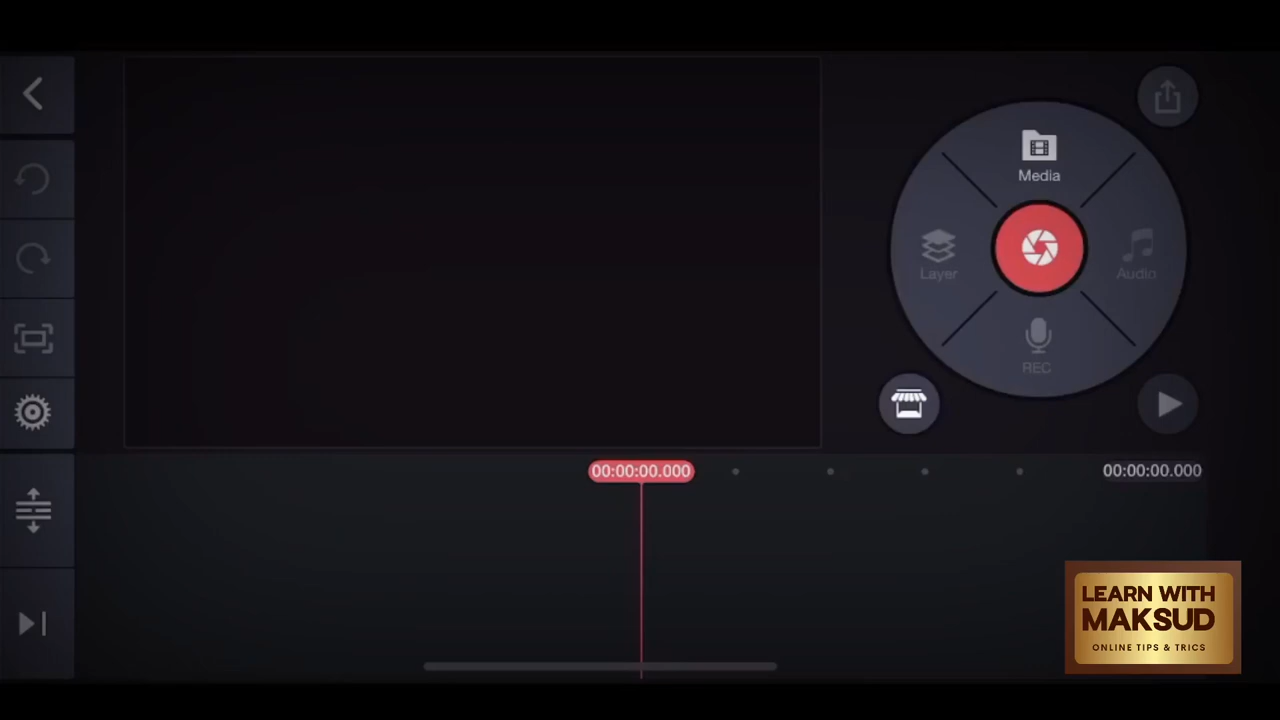 Media
Layer
Audio
REC
00:00:00.000
00:00:00.000
LEARN WITH
MAKSUD
ONLINE TIPS & TRICS